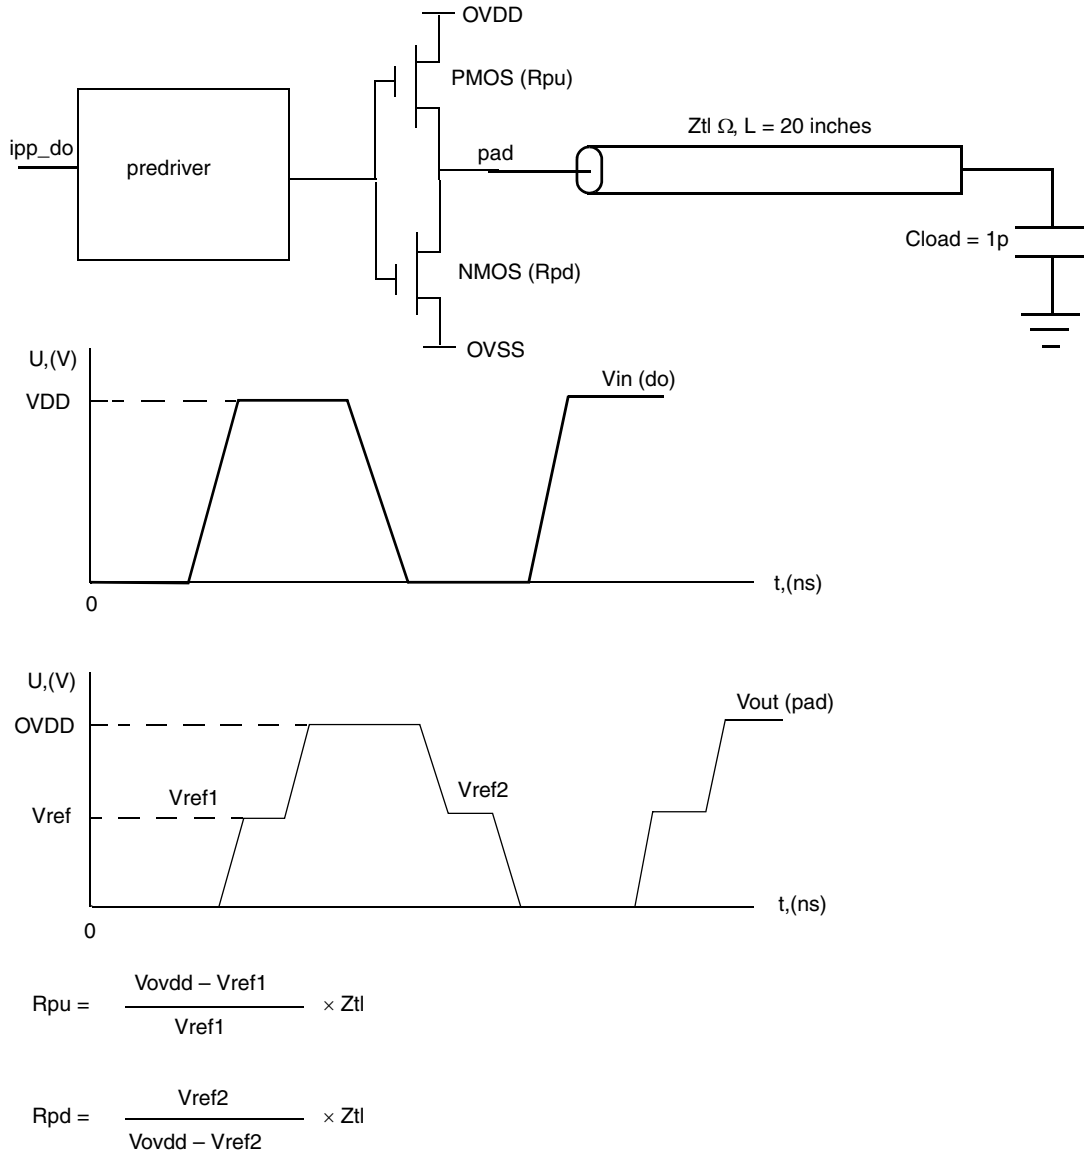 OVDD
PMOS (Rpu)
Ztl Ω, L = 20 inches
ipp_do
predriver
pad
Cload = 1p
NMOS (Rpd)
OVSS
U,(V)
VDD
Vin (do)
t,(ns)
0
U,(V)
OVDD
Vout (pad)
Vref1
Vref2
Vref
t,(ns)
0
Rpu = Vovdd – Vref1 × Ztl
Vref1
Rpd = Vref2 × Ztl
Vovdd – Vref2